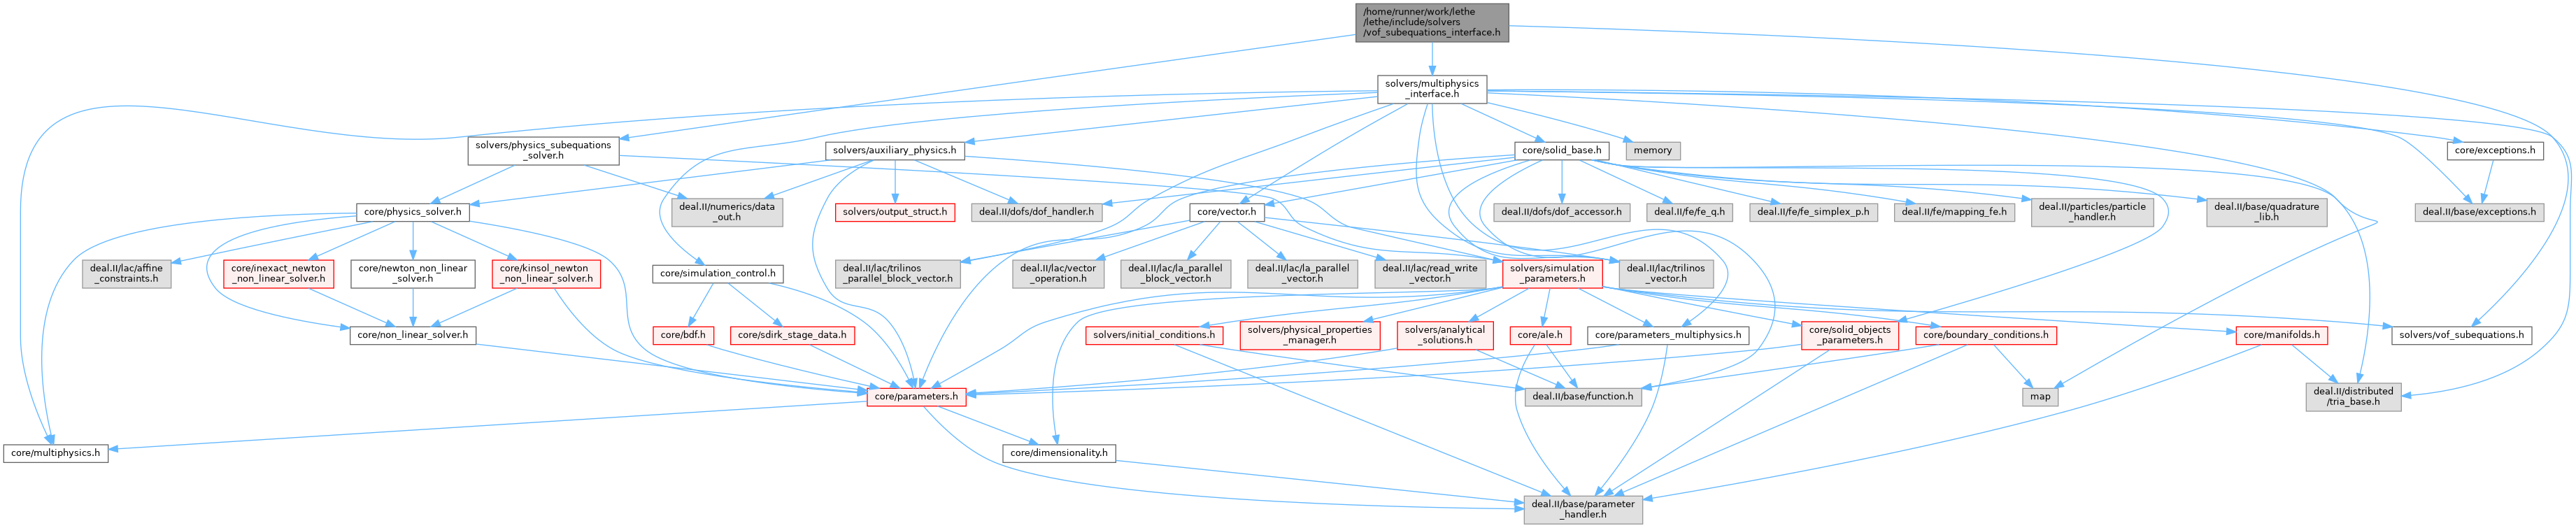 /home/runner/work/lethe
/lethe/include/solvers
/vof_subequations_interface.h
solvers/multiphysics
_interface.h
solvers/physics_subequations
_solver.h
solvers/auxiliary_physics.h
core/solid_base.h
memory
core/exceptions.h
core/physics_solver.h
deal.II/numerics/data
_out.h
solvers/output_struct.h
deal.II/dofs/dof_handler.h
core/vector.h
deal.II/dofs/dof_accessor.h
deal.II/fe/fe_q.h
deal.II/fe/fe_simplex_p.h
deal.II/fe/mapping_fe.h
deal.II/particles/particle
_handler.h
deal.II/base/quadrature
_lib.h
deal.II/base/exceptions.h
deal.II/lac/affine
_constraints.h
core/inexact_newton
_non_linear_solver.h
core/newton_non_linear
_solver.h
core/kinsol_newton
_non_linear_solver.h
core/simulation_control.h
deal.II/lac/trilinos
_parallel_block_vector.h
deal.II/lac/vector
_operation.h
deal.II/lac/la_parallel
_block_vector.h
deal.II/lac/la_parallel
_vector.h
deal.II/lac/read_write
_vector.h
solvers/simulation
_parameters.h
deal.II/lac/trilinos
_vector.h
core/non_linear_solver.h
core/bdf.h
core/sdirk_stage_data.h
solvers/initial_conditions.h
solvers/physical_properties
_manager.h
solvers/analytical
_solutions.h
core/ale.h
core/parameters_multiphysics.h
core/solid_objects
_parameters.h
core/boundary_conditions.h
core/manifolds.h
solvers/vof_subequations.h
core/parameters.h
deal.II/base/function.h
map
deal.II/distributed
/tria_base.h
core/multiphysics.h
core/dimensionality.h
deal.II/base/parameter
_handler.h